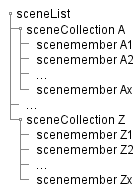 sceneList
sceneCollection A
scenemember A1
scenemember A2
...
scenemember Ax
...
sceneCollection Z
scenemember Z1
scenemember Z2
...
scenemember Zx